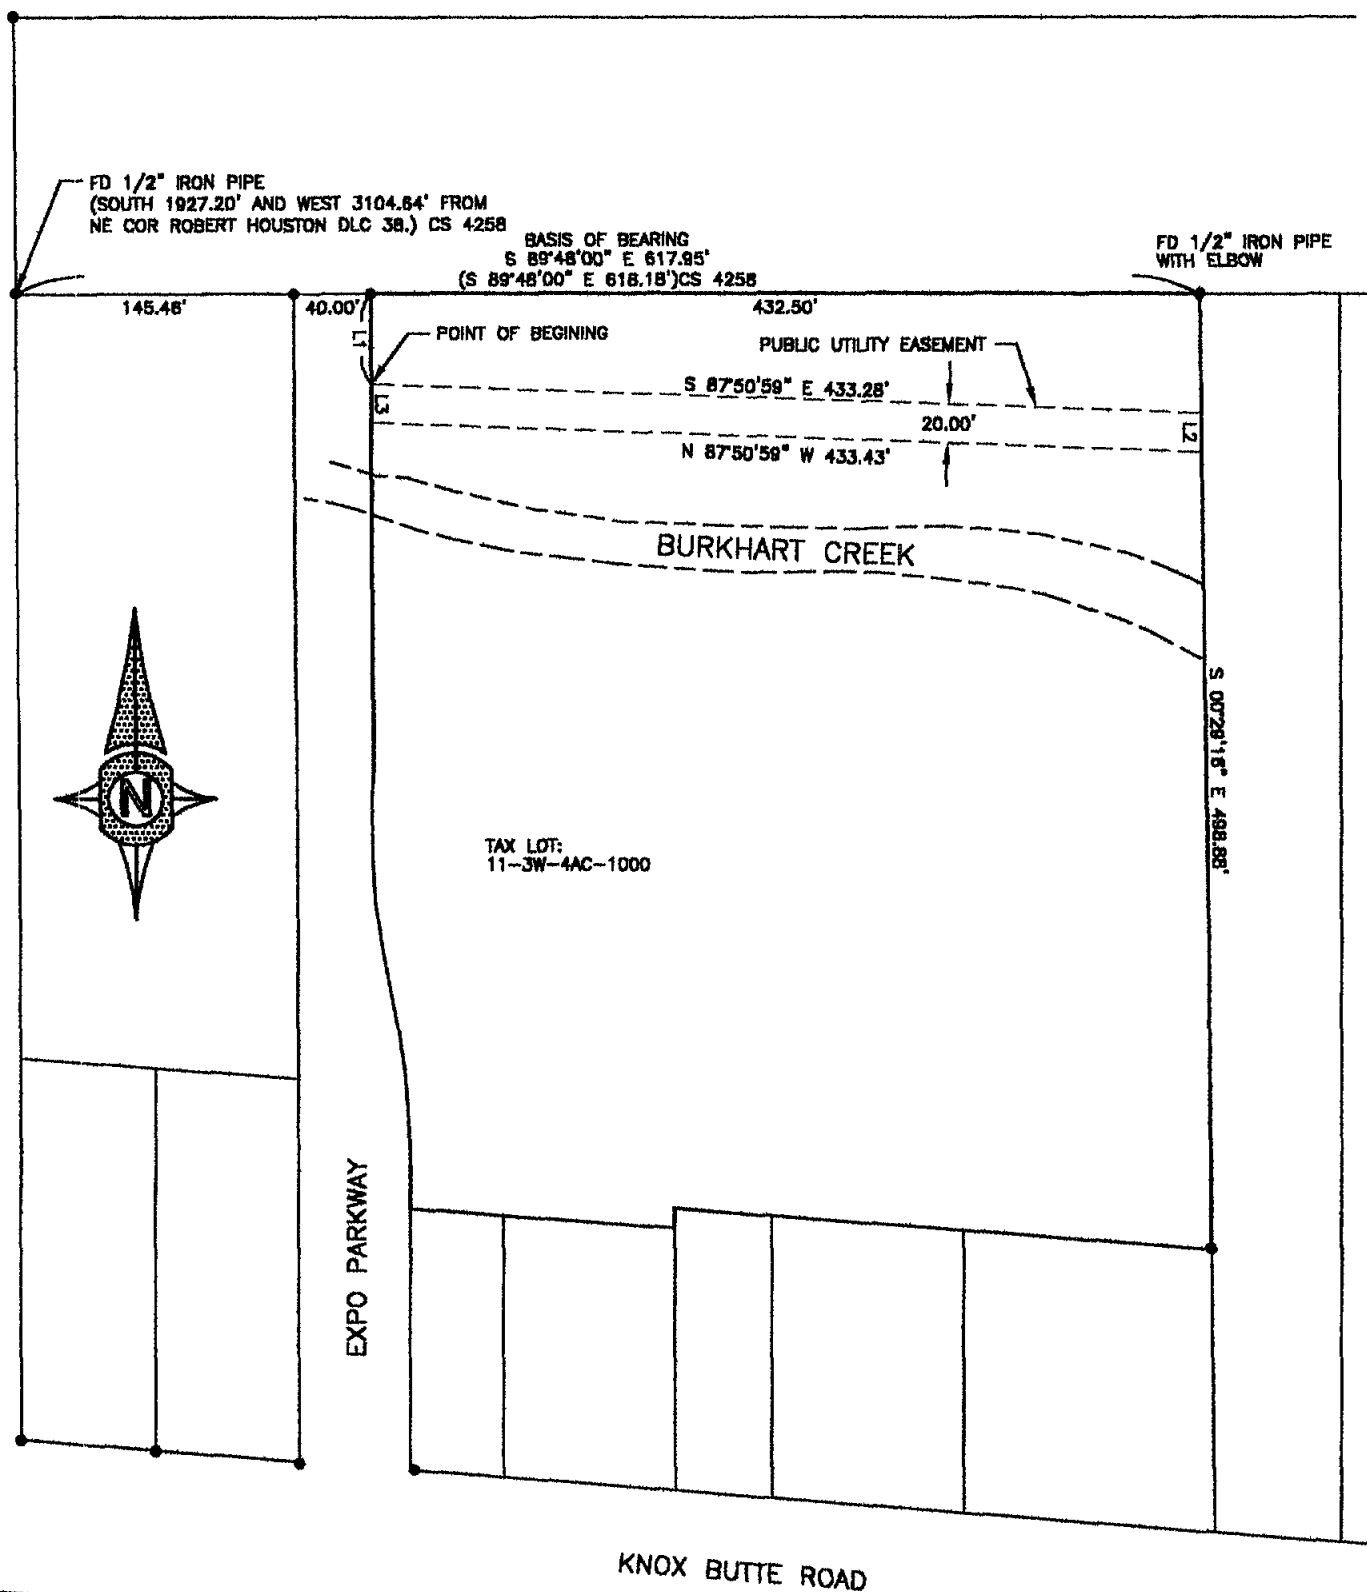 FD 1/2" IRON PIPE
(SOUTH 1927.20' AND WEST 3104.64' FROM
NE COR ROBERT HOUSTON DLC 38.) CS 4258
BASIS OF BEARING
S 89°48'00" E 617.95'
(S 89°48'00" E 618.18')CS 4258
FD 1/2" IRON PIPE
WITH ELBOW
145.46'
40.00'
432.50'
L1
POINT OF BEGINING
PUBLIC UTILITY EASEMENT
S 87°50'59" E 433.28'
L3
20.00'
L2
N 87°50'59" W 433.43'
BURKHART CREEK
S 00°29'16" E 498.88'
N
TAX LOT:
11-3W-4AC-1000
EXPO PARKWAY
KNOX BUTTE ROAD